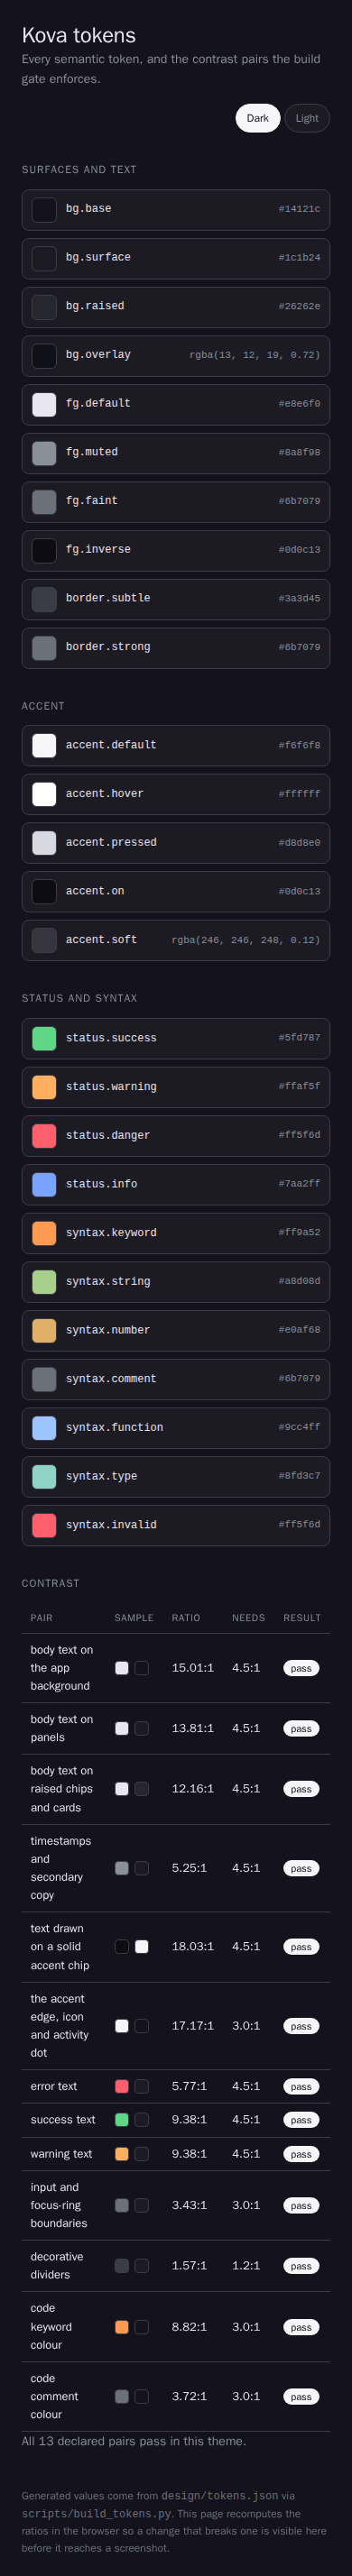 Kova tokens
Every semantic token, and the contrast pairs the build
gate enforces.
Dark Light
SURFACES AND TEXT
bg.base #14121c
bg.surface #1c1b24
bg.raised #26262e
bg.overlay rgba(13, 12, 19, 0.72)
fg.default #e8e6f0
fg.muted #8a8f98
fg.faint #6b7079
fg.inverse #0d0c13
border.subtle #3a3d45
border.strong #6b7079
ACCENT
accent.default #f6f6f8
accent.hover #ffffff
accent.pressed #d8d8e0
accent.on #0d0c13
accent.soft rgba(246, 246, 248, 0.12)
STATUS AND SYNTAX
status.success #5fd787
status.warning #ffaf5f
status.danger #ff5f6d
status.info #7aa2ff
syntax.keyword #ff9a52
syntax.string #a8d08d
syntax.number #e0af68
syntax.comment #6b7079
syntax.function #9cc4ff
syntax.type #8fd3c7
syntax.invalid #ff5f6d
CONTRAST
PAIR SAMPLE RATIO NEEDS RESULT
body text on
the app 15.01:1 4.5:1 pass
background
body text on
panels 13.81:1 4.5:1 pass
body text on
raised chips 12.16:1 4.5:1 pass
and cards
timestamps
and
secondary 5.25:1 4.5:1 pass
copy
text drawn
on a solid 18.03:1 4.5:1 pass
accent chip
the accent
edge, icon 17.17:1 3.0:1 pass
and activity
dot
error text 5.77:1 4.5:1 pass
success text 9.38:1 4.5:1 pass
warning text 9.38:1 4.5:1 pass
input and
focus-ring 3.43:1 3.0:1 pass
boundaries
decorative
dividers 1.57:1 1.2:1 pass
code
keyword 8.82:1 3.0:1 pass
colour
code
comment 3.72:1 3.0:1 pass
colour
All 13 declared pairs pass in this theme.
Generated values come from design/tokens.json via
scripts/build_tokens.py. This page recomputes the
ratios in the browser so a change that breaks one is visible here
before it reaches a screenshot.